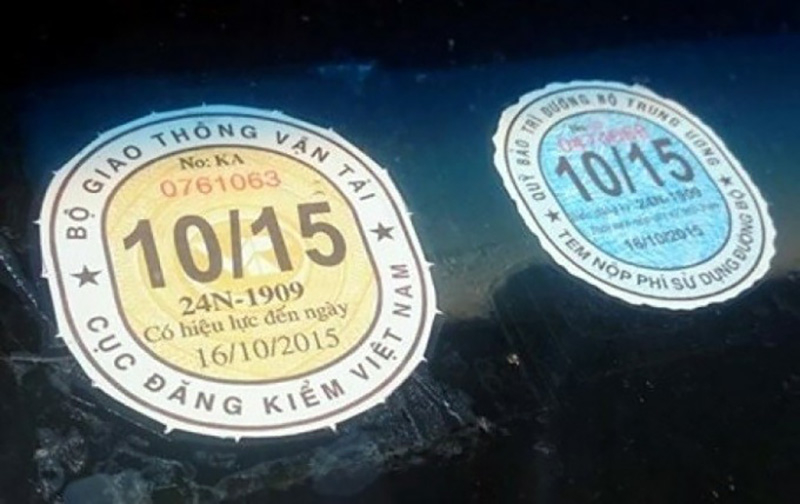 BỘ GIAO THÔNG VẬN TẢI
No: KA
0761063
10/15
24N-1909
Có hiệu lực đến ngày
16/10/2015
CỤC ĐĂNG KIỂM VIỆT NAM
QUỸ BẢO TRÌ ĐƯỜNG BỘ TRUNG ƯƠNG
10/15
24N-1909
16/10/2015
TEM NỘP PHÍ SỬ DỤNG ĐƯỜNG BỘ